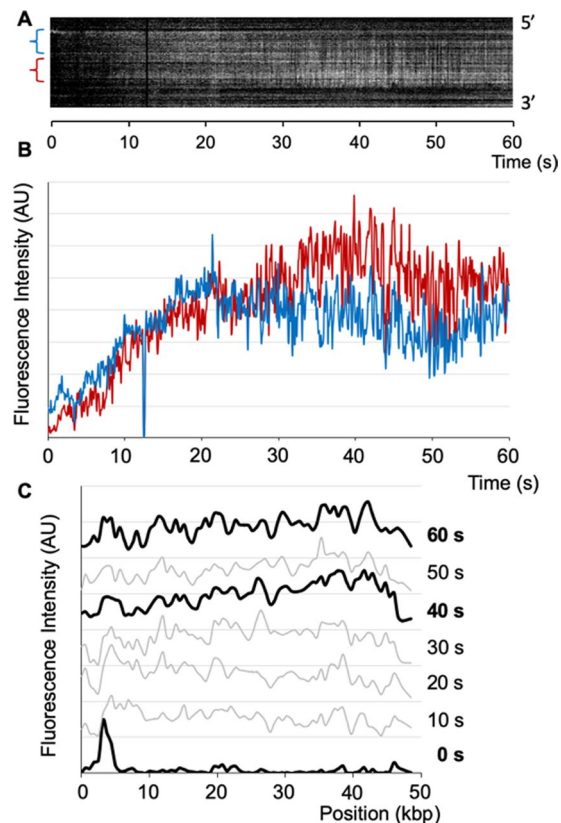 A
5′
3′
0 10 20 30 40 50 60
Time (s)
B
Fluorescence Intensity (AU)
0 10 20 30 40 50 60
Time (s)
C
Fluorescence Intensity (AU)
60 s
50 s
40 s
30 s
20 s
10 s
0 s
0 10 20 30 40 50
Position (kbp)